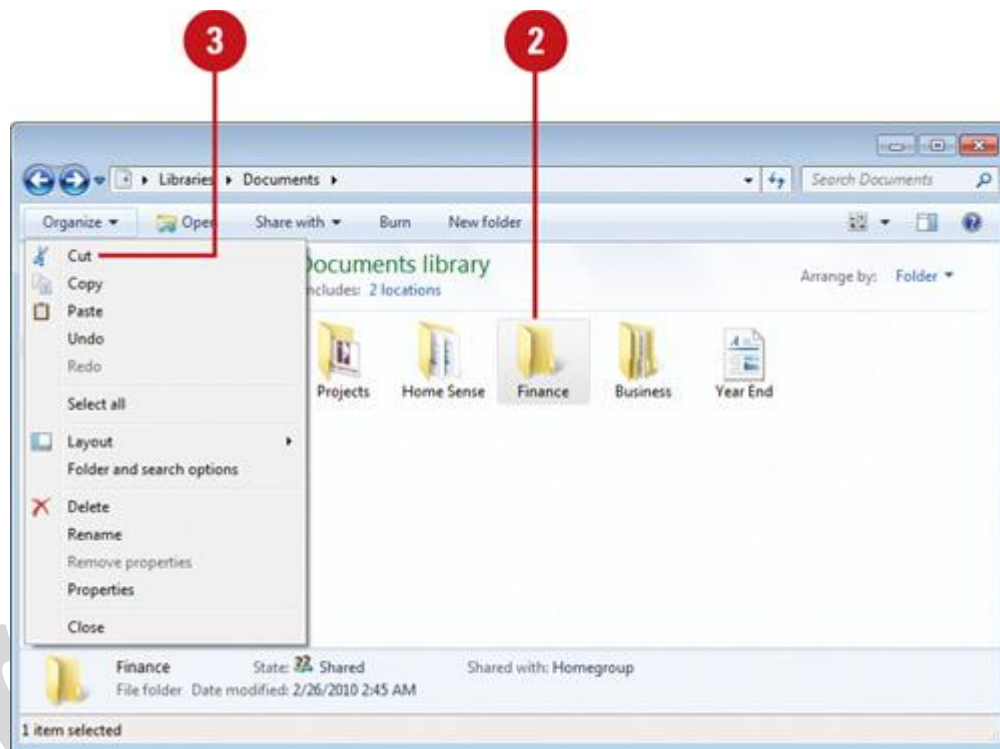 3
2
Libraries Documents
Search Documents
Organize Open Share with Burn New folder
Cut
Copy
Paste
Undo
Redo
Select all
Layout
Folder and search options
Delete
Rename
Remove properties
Properties
Close
Documents library
Includes: 2 locations
Arrange by: Folder
Projects
Home Sense
Finance
Business
Year End
Finance State: Shared Shared with: Homegroup
File folder Date modified: 2/26/2010 2:45 AM
1 item selected